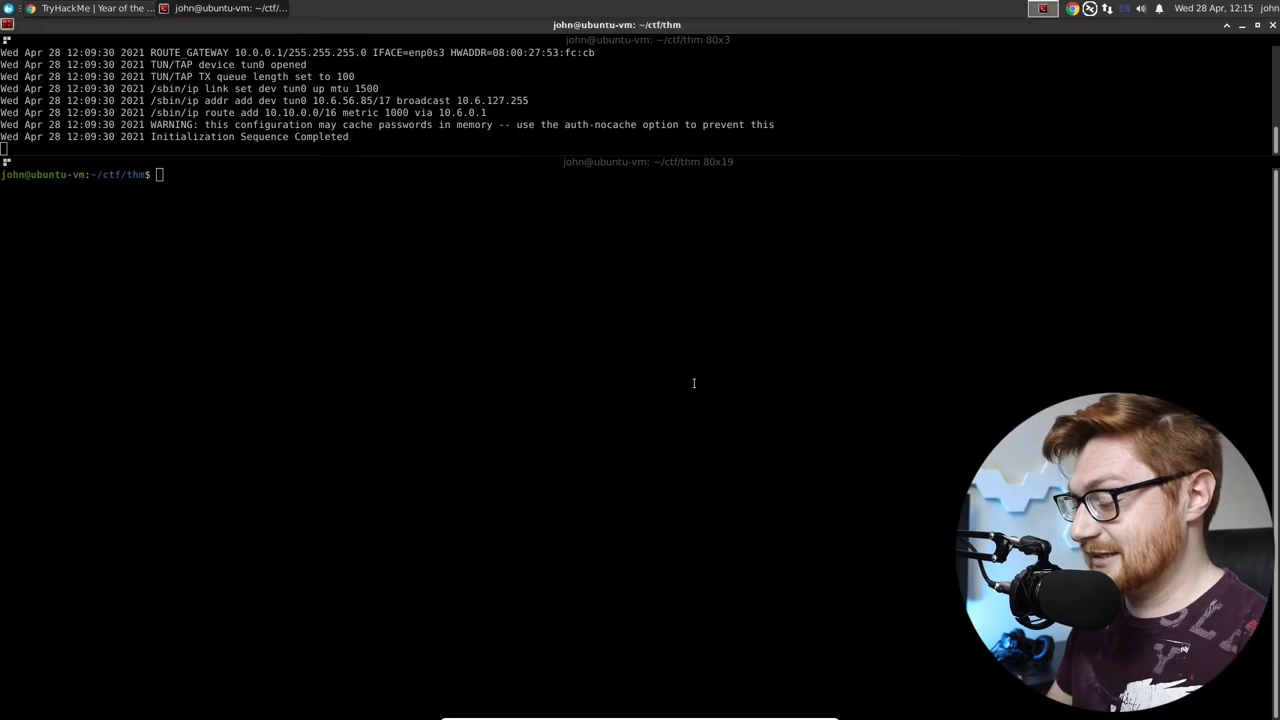 TryHackMe | Year of the ...
john@ubuntu-vm: ~/ctf/...
EN
Wed 28 Apr, 12:15
john
john@ubuntu-vm: ~/ctf/thm
john@ubuntu-vm: ~/ctf/thm 80x3
Wed Apr 28 12:09:30 2021 ROUTE_GATEWAY 10.0.0.1/255.255.255.0 IFACE=enp0s3 HWADDR=08:00:27:53:fc:cb
Wed Apr 28 12:09:30 2021 TUN/TAP device tun0 opened
Wed Apr 28 12:09:30 2021 TUN/TAP TX queue length set to 100
Wed Apr 28 12:09:30 2021 /sbin/ip link set dev tun0 up mtu 1500
Wed Apr 28 12:09:30 2021 /sbin/ip addr add dev tun0 10.6.56.85/17 broadcast 10.6.127.255
Wed Apr 28 12:09:30 2021 /sbin/ip route add 10.10.0.0/16 metric 1000 via 10.6.0.1
Wed Apr 28 12:09:30 2021 WARNING: this configuration may cache passwords in memory -- use the auth-nocache option to prevent this
Wed Apr 28 12:09:30 2021 Initialization Sequence Completed
john@ubuntu-vm: ~/ctf/thm 80x19
john@ubuntu-vm:~/ctf/thm$